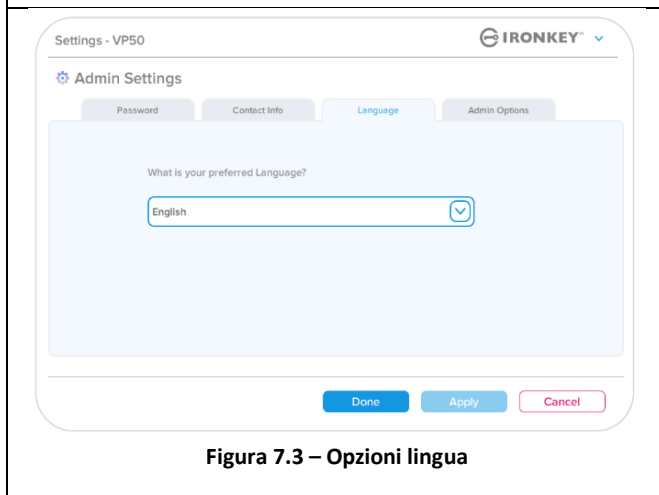 Settings - VP50
IRONKEY™
Admin Settings
Password
Contact Info
Language
Admin Options
What is your preferred Language?
English
Done
Apply
Cancel
Figura 7.3 – Opzioni lingua